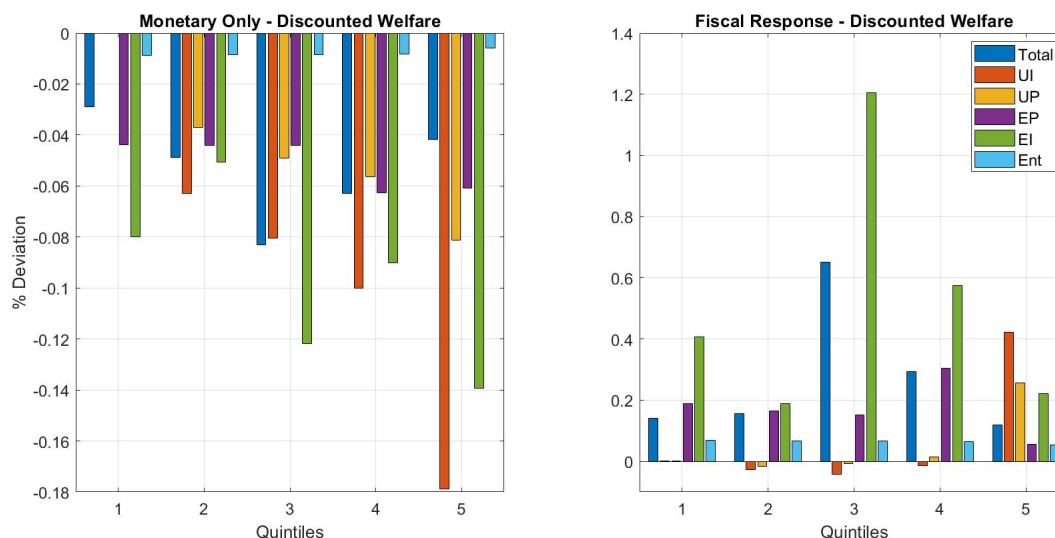 Monetary Only - Discounted Welfare
0
-0.02
-0.04
-0.06
-0.08
-0.1
-0.12
-0.14
-0.16
-0.18
% Deviation
1 2 3 4 5
Quintiles
Fiscal Response - Discounted Welfare
1.4
1.2
1
0.8
0.6
0.4
0.2
0
1 2 3 4 5
Quintiles
Total
UI
UP
EP
EI
Ent